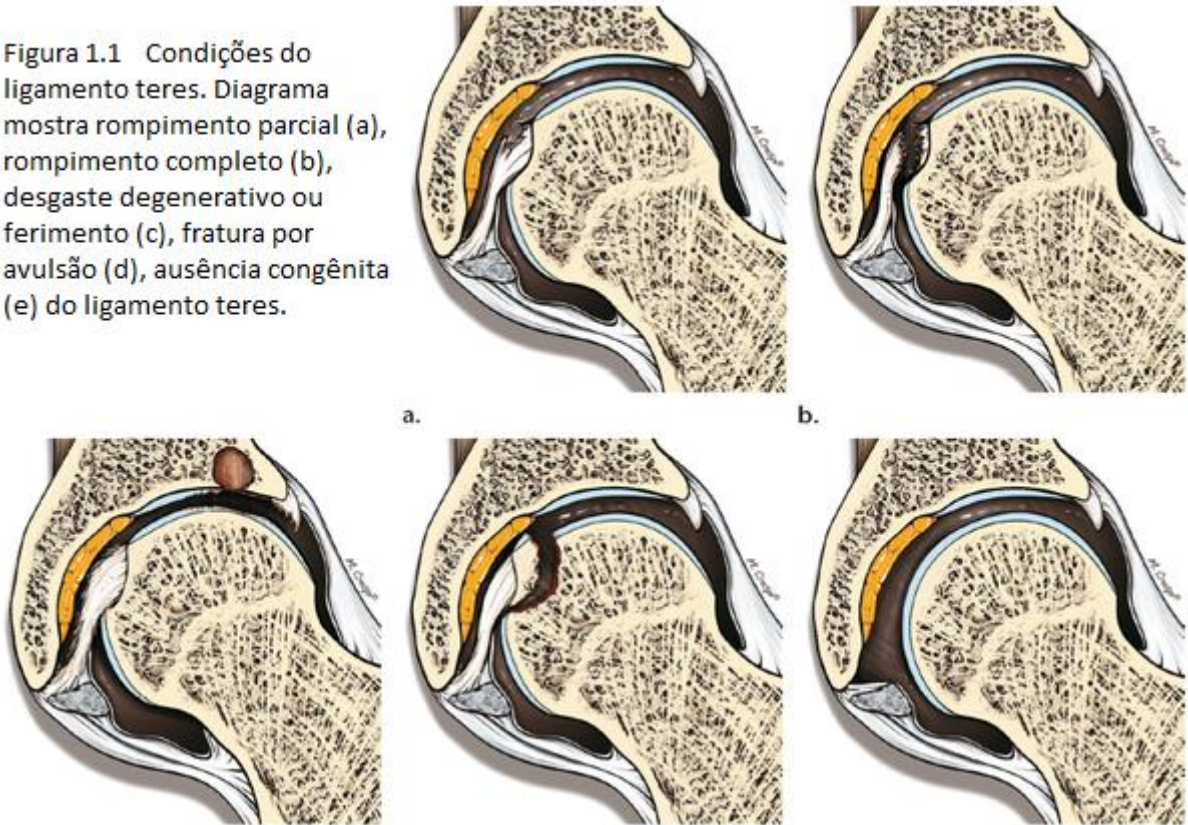 Figura 1.1 Condições do
ligamento teres. Diagrama
mostra rompimento parcial (a),
rompimento completo (b),
desgaste degenerativo ou
ferimento (c), fratura por
avulsão (d), ausência congênita
(e) do ligamento teres.
a.
b.